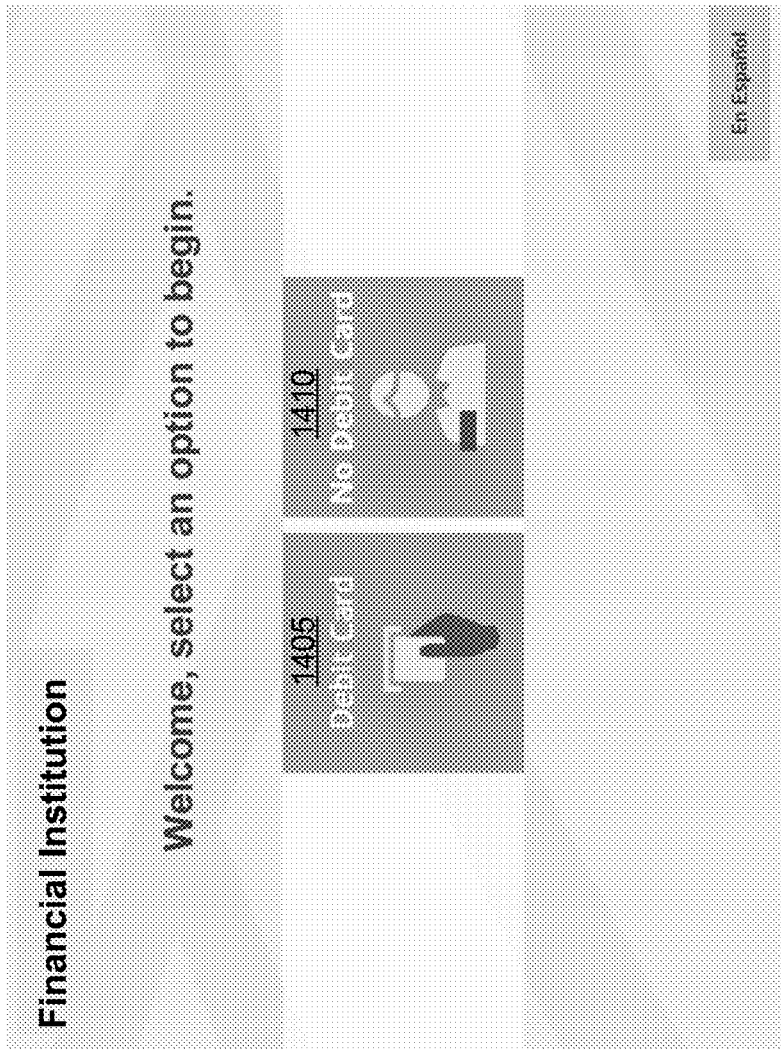 Financial Institution
Welcome, select an option to begin.
1405
Debit Card
1410
No Debit Card
En Español